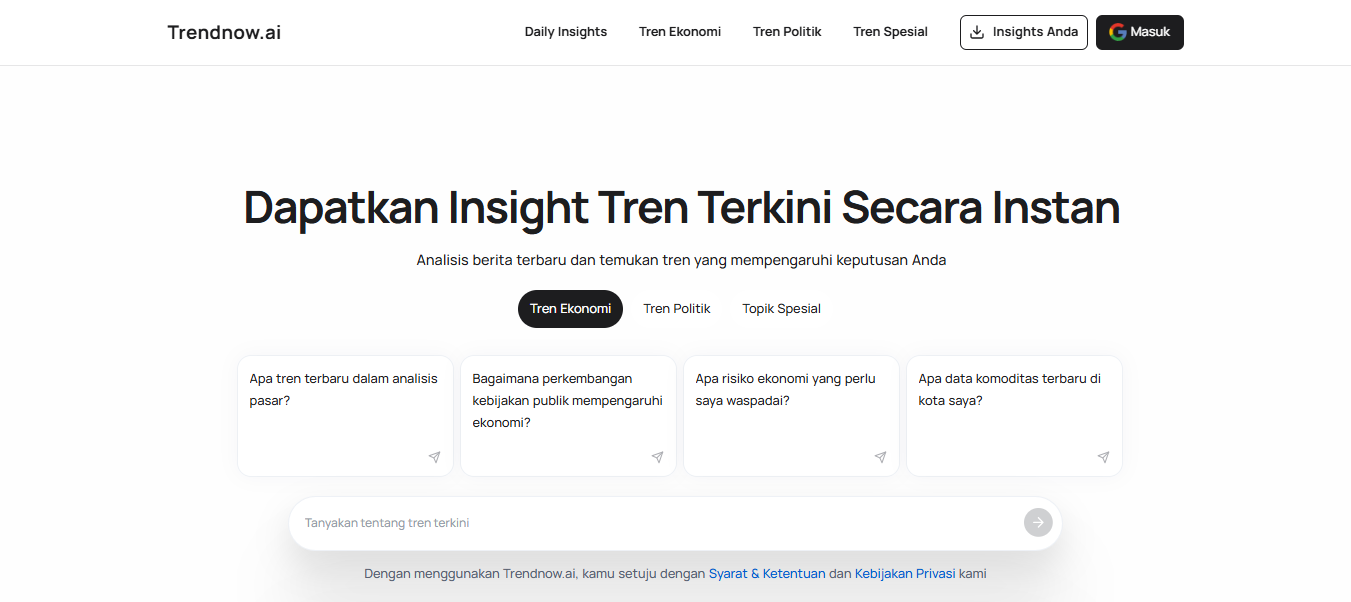 Trendnow.ai
Daily Insights
Tren Ekonomi
Tren Politik
Tren Spesial
Insights Anda
Masuk
Dapatkan Insight Tren Terkini Secara Instan
Analisis berita terbaru dan temukan tren yang mempengaruhi keputusan Anda
Tren Ekonomi
Tren Politik
Topik Spesial
Apa tren terbaru dalam analisis
pasar?
Bagaimana perkembangan
kebijakan publik mempengaruhi
ekonomi?
Apa risiko ekonomi yang perlu
saya waspadai?
Apa data komoditas terbaru di
kota saya?
Tanyakan tentang tren terkini
Dengan menggunakan Trendnow.ai, kamu setuju dengan Syarat & Ketentuan dan Kebijakan Privasi kami